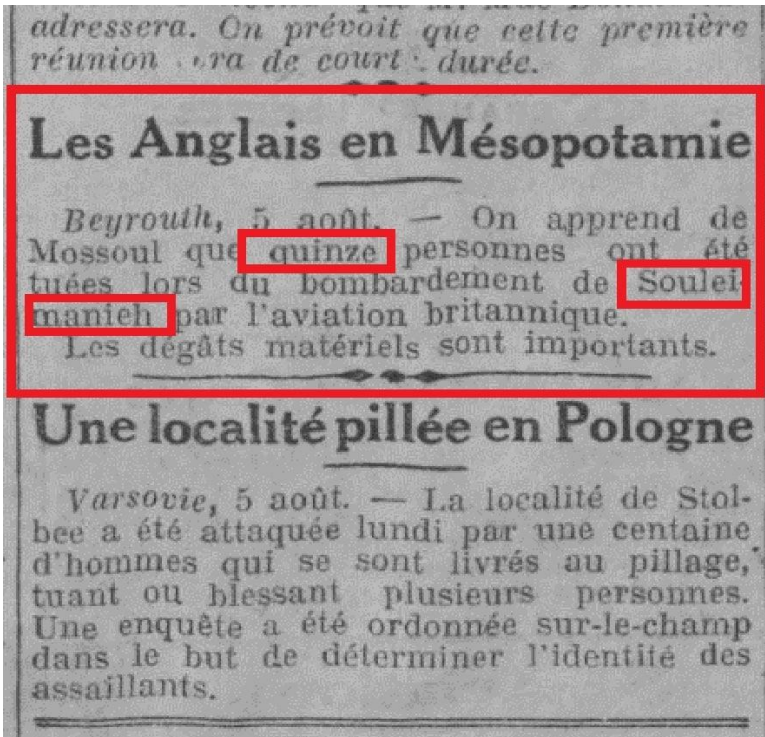 adressera. On prévoit que cette première
réunion ra de court durée.
Les Anglais en Mésopotamie
Beyrouth, 5 août. — On apprend de
Mossoul que quinze personnes ont été
tuées lors du bombardement de Soulei-
manieh par l'aviation britannique.
Les dégâts matériels sont importants.
Une localité pillée en Pologne
Varsovie, 5 août. — La localité de Stol-
bee a été attaquée lundi par une centaine
d'hommes qui se sont livrés au pillage,
tuant ou blessant plusieurs personnes.
Une enquête a été ordonnée sur-le-champ
dans le but de déterminer l'identité des
assaillants.